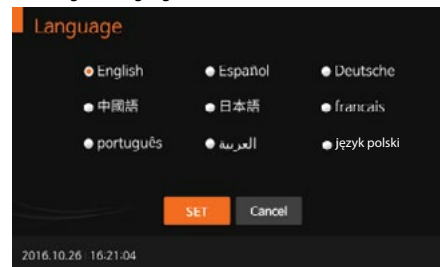 Language
English Español Deutsche
中國語 日本語 francais
português العربية język polski
SET Cancel
2016.10.26 16:21:04